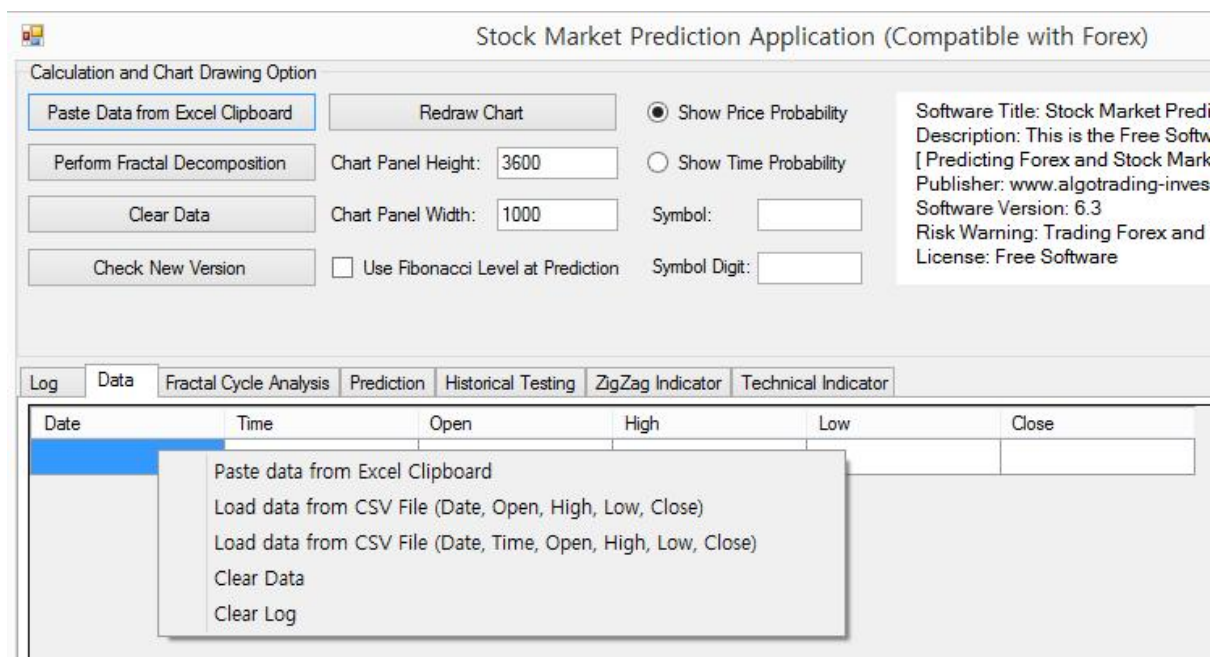 Stock Market Prediction Application (Compatible with Forex)
Calculation and Chart Drawing Option
Paste Data from Excel Clipboard
Redraw Chart
Show Price Probability
Perform Fractal Decomposition
Chart Panel Height: 3600
Show Time Probability
Clear Data
Chart Panel Width: 1000
Symbol:
Check New Version
Use Fibonacci Level at Prediction
Symbol Digit:
Software Title: Stock Market Predi
Description: This is the Free Softw
[ Predicting Forex and Stock Mark
Publisher: www.algotrading-inves
Software Version: 6.3
Risk Warning: Trading Forex and
License: Free Software
Log Data Fractal Cycle Analysis Prediction Historical Testing ZigZag Indicator Technical Indicator
Date Time Open High Low Close
Paste data from Excel Clipboard
Load data from CSV File (Date, Open, High, Low, Close)
Load data from CSV File (Date, Time, Open, High, Low, Close)
Clear Data
Clear Log